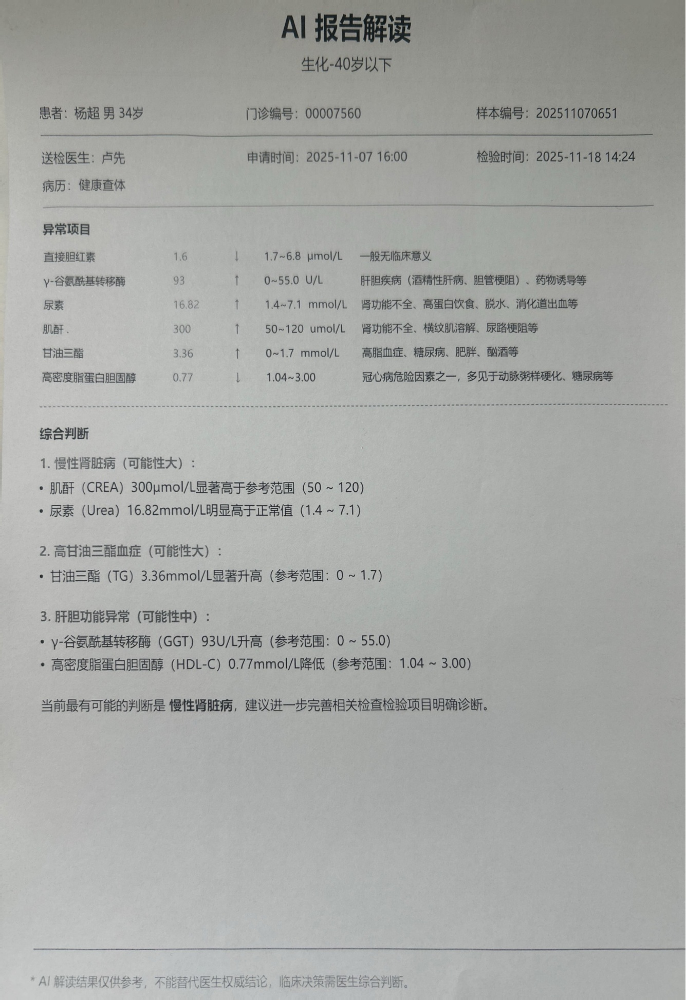 AI 报告解读
生化-40岁以下
患者：杨超 男 34岁 门诊编号：00007560 样本编号：202511070651
送检医生：卢先 申请时间：2025-11-07 16:00 检验时间：2025-11-18 14:24
病历：健康查体
异常项目
直接胆红素 1.6 ↓ 1.7~6.8 μmol/L 一般无临床意义
γ-谷氨酰基转移酶 93 ↑ 0~55.0 U/L 肝胆疾病（酒精性肝病、胆管梗阻）、药物诱导等
尿素 16.82 ↑ 1.4~7.1 mmol/L 肾功能不全、高蛋白饮食、脱水、消化道出血等
肌酐 . 300 ↑ 50~120 umol/L 肾功能不全、横纹肌溶解、尿路梗阻等
甘油三酯 3.36 ↑ 0~1.7 mmol/L 高脂血症、糖尿病、肥胖、酗酒等
高密度脂蛋白胆固醇 0.77 ↓ 1.04~3.00 冠心病危险因素之一，多见于动脉粥样硬化、糖尿病等
综合判断
1. 慢性肾脏病（可能性大）：
• 肌酐（CREA）300μmol/L显著高于参考范围（50 ~ 120）
• 尿素（Urea）16.82mmol/L明显高于正常值（1.4 ~ 7.1）
2. 高甘油三酯血症（可能性大）：
• 甘油三酯（TG）3.36mmol/L显著升高（参考范围：0 ~ 1.7）
3. 肝胆功能异常（可能性中）：
• γ-谷氨酰基转移酶（GGT）93U/L升高（参考范围：0 ~ 55.0）
• 高密度脂蛋白胆固醇（HDL-C）0.77mmol/L降低（参考范围：1.04 ~ 3.00）
当前最有可能的判断是 慢性肾脏病，建议进一步完善相关检查检验项目明确诊断。
* AI 解读结果仅供参考，不能替代医生权威结论，临床决策需医生综合判断。